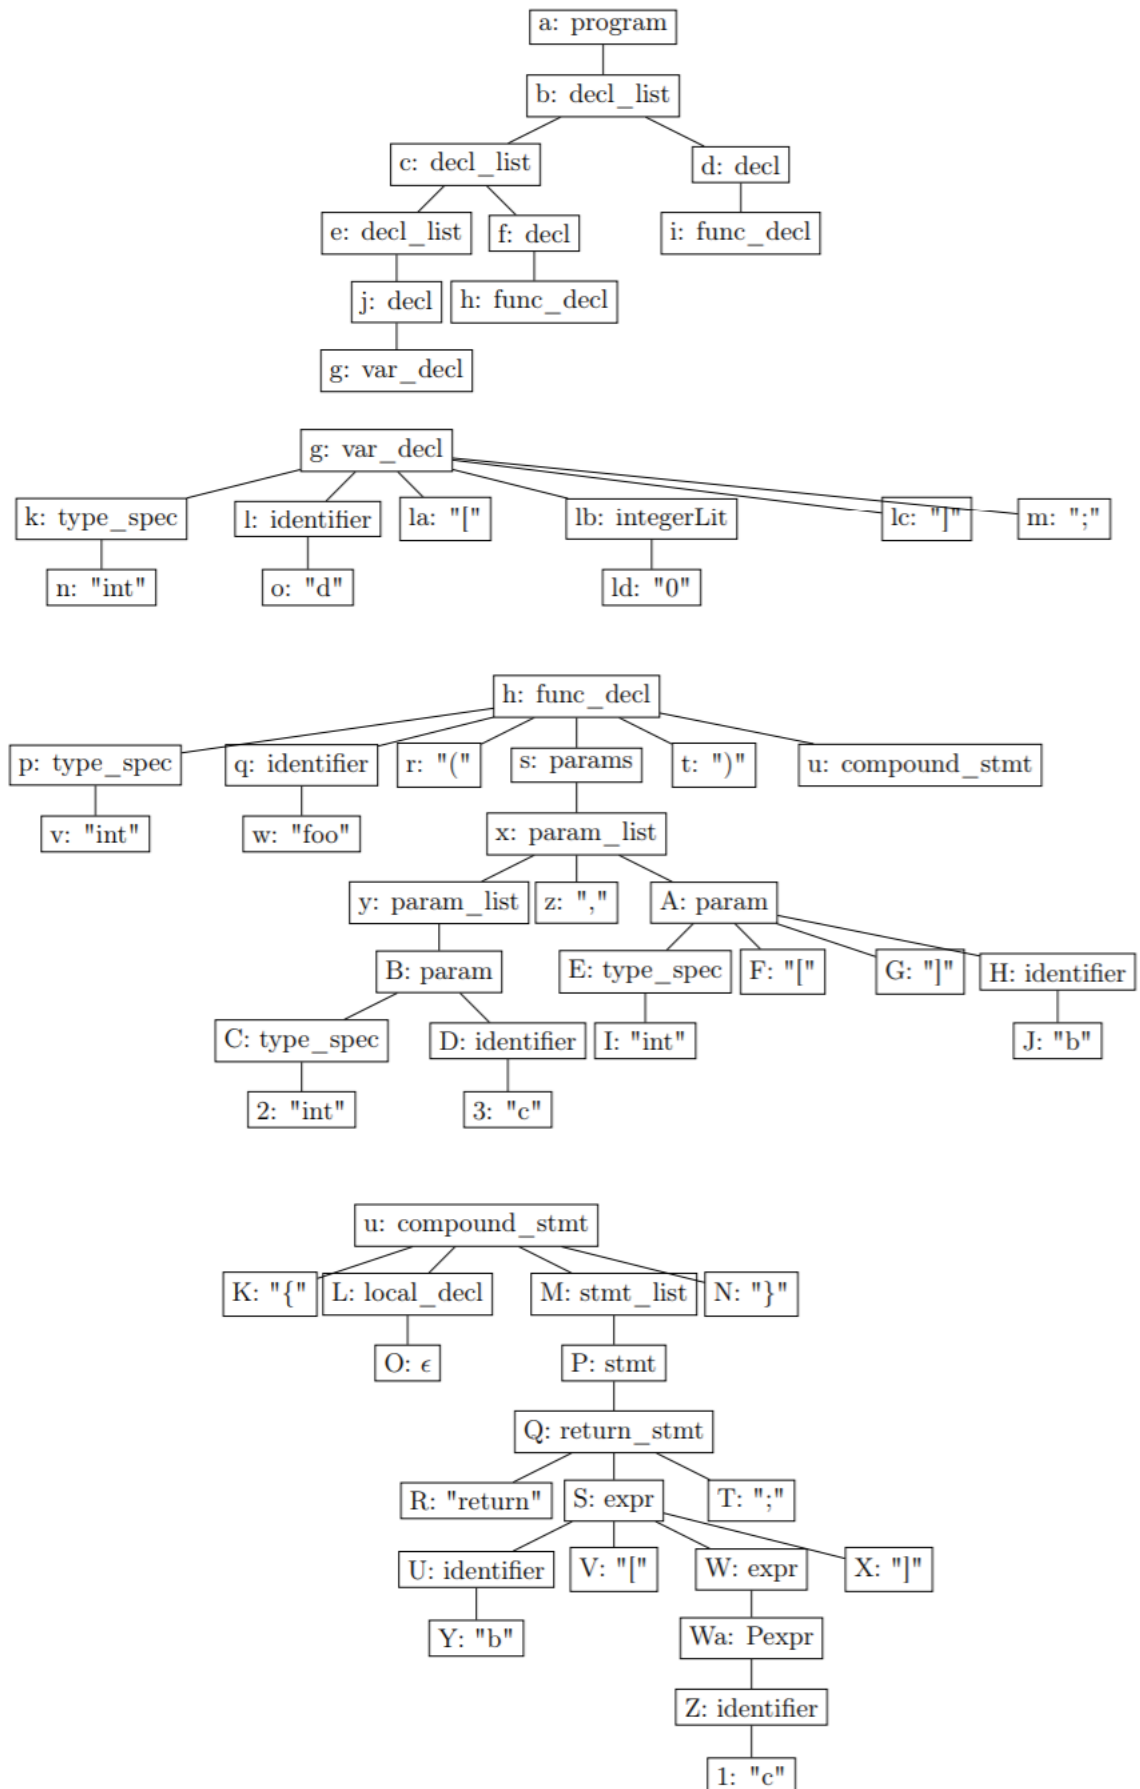 a: program
b: decl_list
c: decl_list
d: decl
e: decl_list
f: decl
i: func_decl
j: decl
h: func_decl
g: var_decl
g: var_decl
k: type_spec
l: identifier
la: "["
lb: integerLit
lc: "]"
m: ";"
n: "int"
o: "d"
ld: "0"
h: func_decl
p: type_spec
q: identifier
r: "("
s: params
t: ")"
u: compound_stmt
v: "int"
w: "foo"
x: param_list
y: param_list
z: ","
A: param
B: param
E: type_spec
F: "["
G: "]"
H: identifier
C: type_spec
D: identifier
I: "int"
J: "b"
2: "int"
3: "c"
u: compound_stmt
K: "{"
L: local_decl
M: stmt_list
N: "}"
O: ϵ
P: stmt
Q: return_stmt
R: "return"
S: expr
T: ";"
U: identifier
V: "["
W: expr
X: "]"
Y: "b"
Wa: Pexpr
Z: identifier
1: "c"